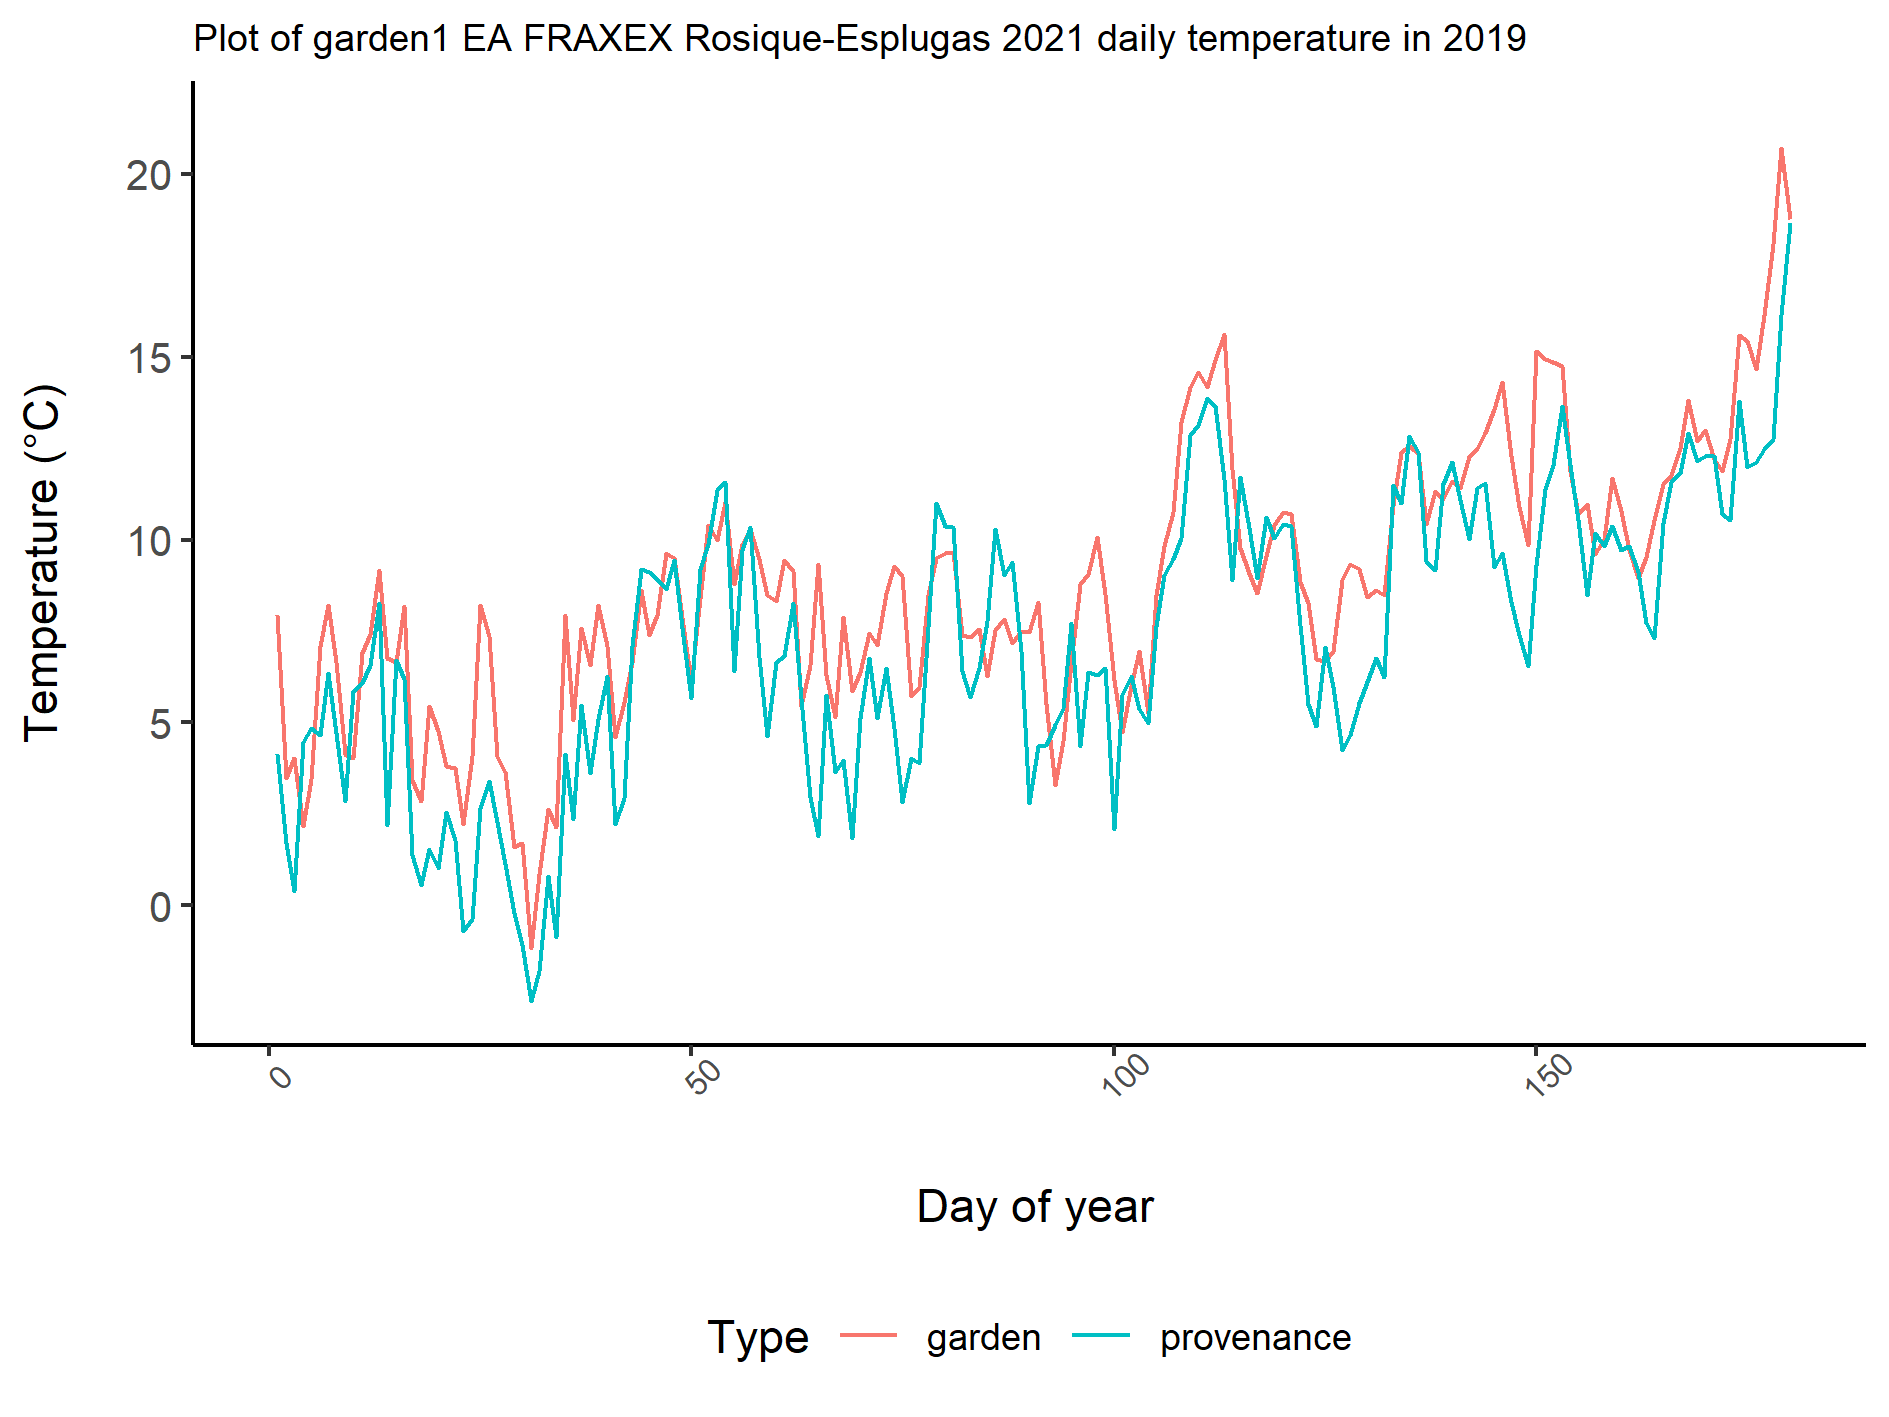 Plot of garden1 EA FRAXEX Rosique-Esplugas 2021 daily temperature in 2019
Temperature (°C)
20
15
10
5
0
0 50 100 150
Day of year
Type garden provenance